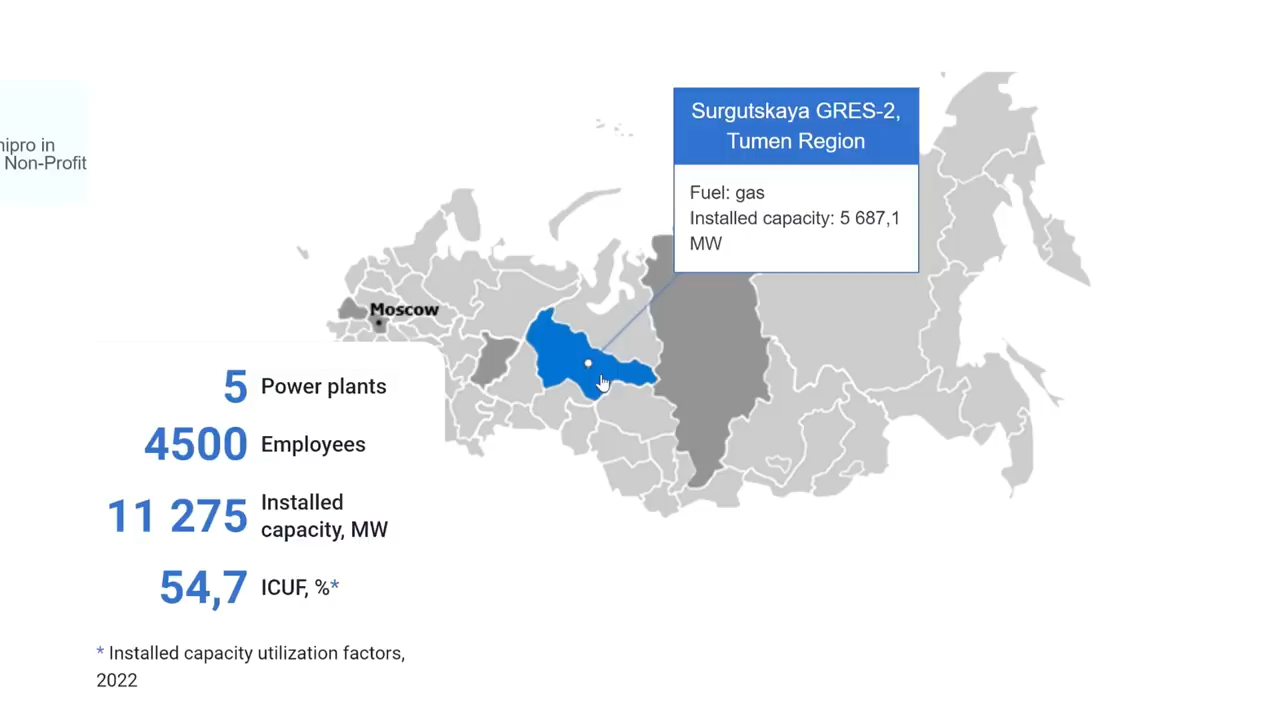 in
Non-Profit
Surgutskaya GRES-2,
Tumen Region
Fuel: gas
Installed capacity: 5 687,1
MW
Moscow
5 Power plants
4500 Employees
11 275 Installed
capacity, MW
54,7 ICUF, %*
* Installed capacity utilization factors,
2022